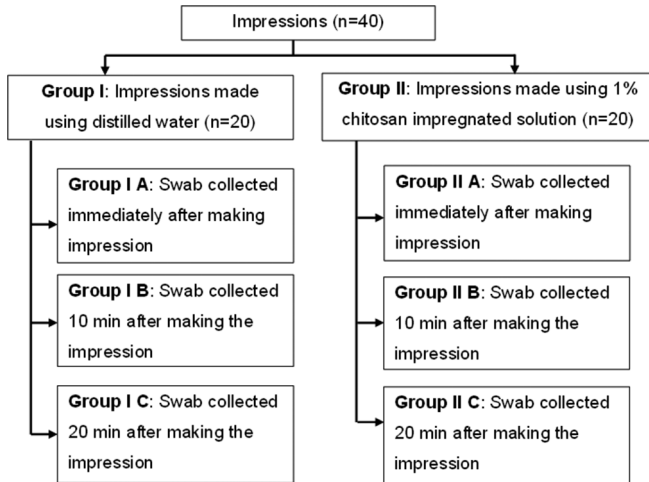 Impressions (n=40)
Group I: Impressions made
using distilled water (n=20)
Group II: Impressions made using 1%
chitosan impregnated solution (n=20)
Group I A: Swab collected
immediately after making
impression
Group I B: Swab collected
10 min after making the
impression
Group I C: Swab collected
20 min after making the
impression
Group II A: Swab collected
immediately after making
impression
Group II B: Swab collected
10 min after making the
impression
Group II C: Swab collected
20 min after making the
impression